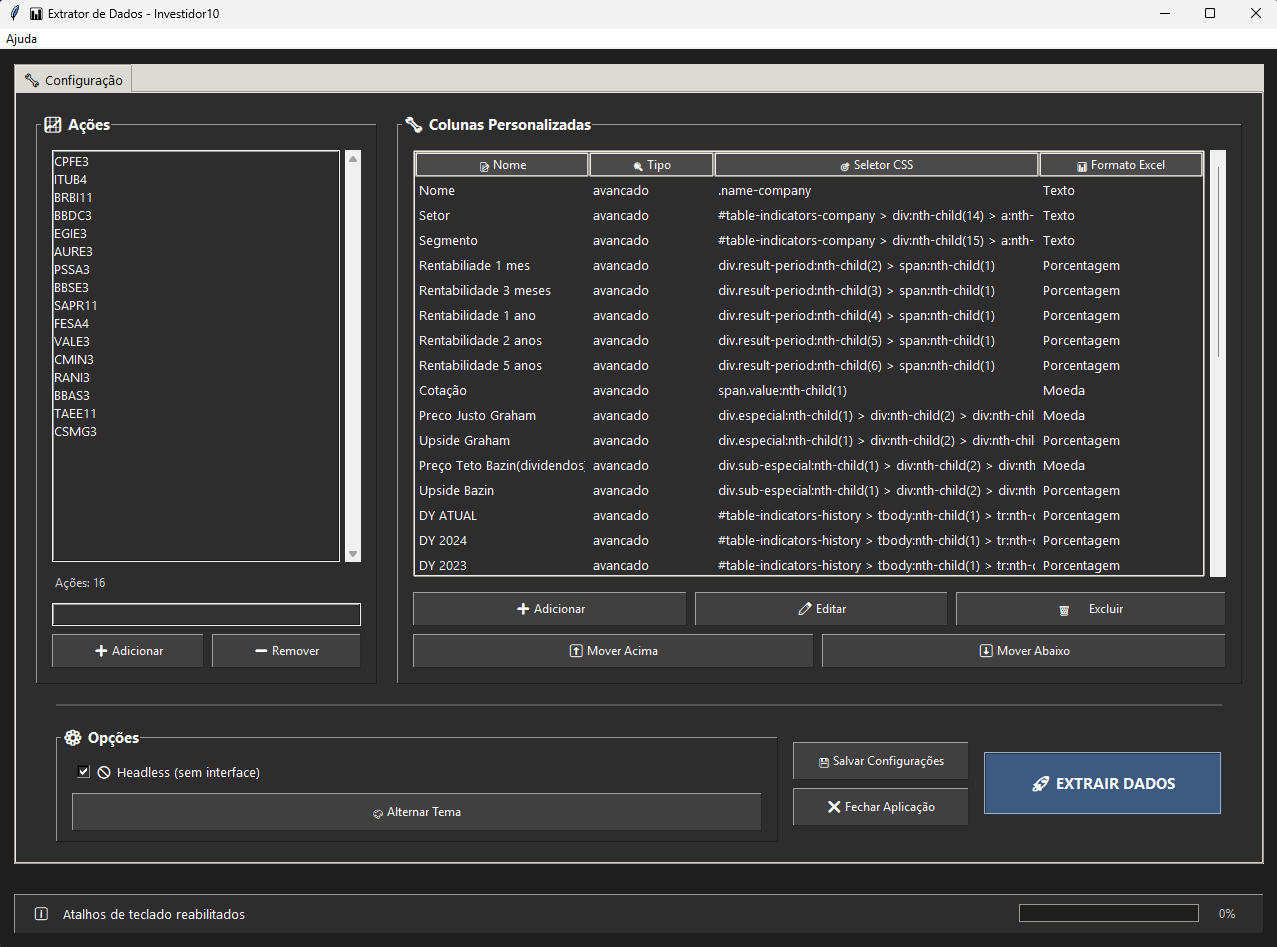 Extrator de Dados - Investidor10
Ajuda
Configuração
Ações
CPFE3
ITUB4
BRBI11
BBDC3
EGIE3
AURE3
PSSA3
BBSE3
SAPR11
FESA4
VALE3
CMIN3
RANI3
BBAS3
TAEE11
CSMG3
Ações: 16
Adicionar Remover
Colunas Personalizadas
Nome Tipo Seletor CSS Formato Excel
Nome avancado .name-company Texto
Setor avancado #table-indicators-company > div:nth-child(14) > a:nth- Texto
Segmento avancado #table-indicators-company > div:nth-child(15) > a:nth- Texto
Rentabiliade 1 mes avancado div.result-period:nth-child(2) > span:nth-child(1) Porcentagem
Rentabilidade 3 meses avancado div.result-period:nth-child(3) > span:nth-child(1) Porcentagem
Rentabilidade 1 ano avancado div.result-period:nth-child(4) > span:nth-child(1) Porcentagem
Rentabilidade 2 anos avancado div.result-period:nth-child(5) > span:nth-child(1) Porcentagem
Rentabilidade 5 anos avancado div.result-period:nth-child(6) > span:nth-child(1) Porcentagem
Cotação avancado span.value:nth-child(1) Moeda
Preco Justo Graham avancado div.especial:nth-child(1) > div:nth-child(2) > div:nth-chil Moeda
Upside Graham avancado div.especial:nth-child(1) > div:nth-child(2) > div:nth-chil Porcentagem
Preço Teto Bazin(dividendos) avancado div.sub-especial:nth-child(1) > div:nth-child(2) > div:nth Moeda
Upside Bazin avancado div.sub-especial:nth-child(1) > div:nth-child(2) > div:nth Porcentagem
DY ATUAL avancado #table-indicators-history > tbody:nth-child(1) > tr:nth-c Porcentagem
DY 2024 avancado #table-indicators-history > tbody:nth-child(1) > tr:nth-c Porcentagem
DY 2023 avancado #table-indicators-history > tbody:nth-child(1) > tr:nth-c Porcentagem
Adicionar Editar Excluir
Mover Acima Mover Abaixo
Opções
Headless (sem interface)
Alternar Tema
Salvar Configurações
Fechar Aplicação
EXTRAIR DADOS
Atalhos de teclado reabilitados 0%